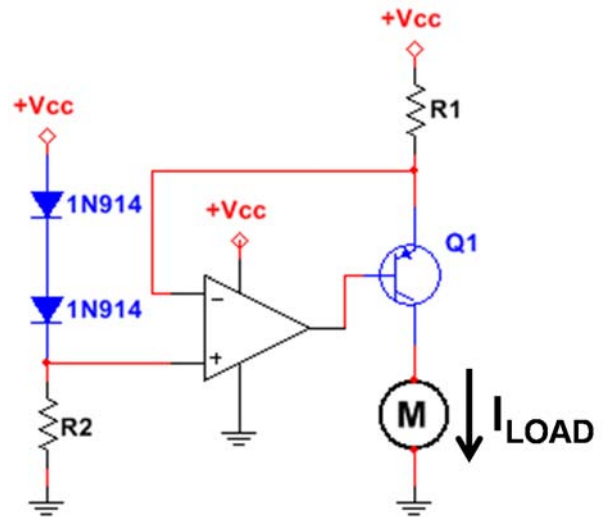 +Vcc
R1
+Vcc
1N914
+Vcc
Q1
1N914
−
+
R2
M
ILOAD